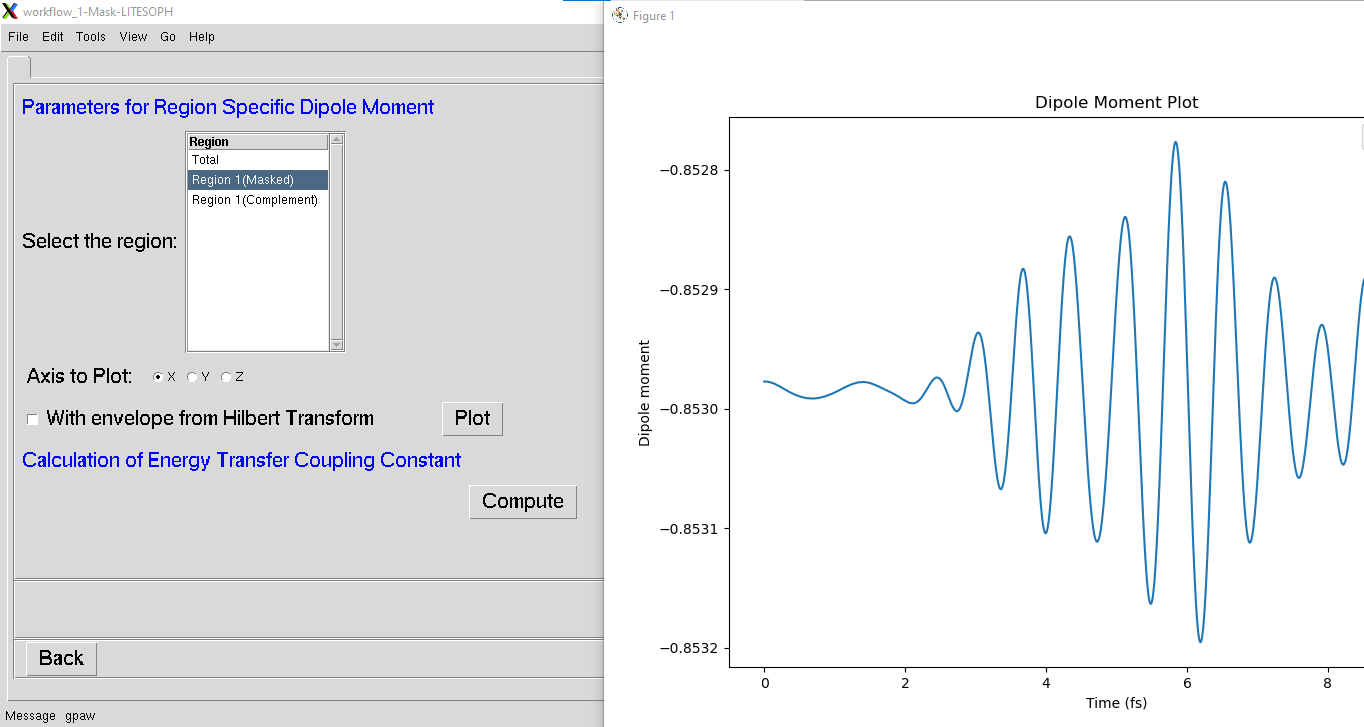 workflow_1-Mask-LITESOPH
File Edit Tools View Go Help
Parameters for Region Specific Dipole Moment
Region
Total
Region 1(Masked)
Region 1(Complement)
Select the region:
Axis to Plot: X Y Z
With envelope from Hilbert Transform Plot
Calculation of Energy Transfer Coupling Constant
Compute
Back
Message gpaw
Figure 1
Dipole Moment Plot
Dipole moment
−0.8528
−0.8529
−0.8530
−0.8531
−0.8532
0 2 4 6 8
Time (fs)